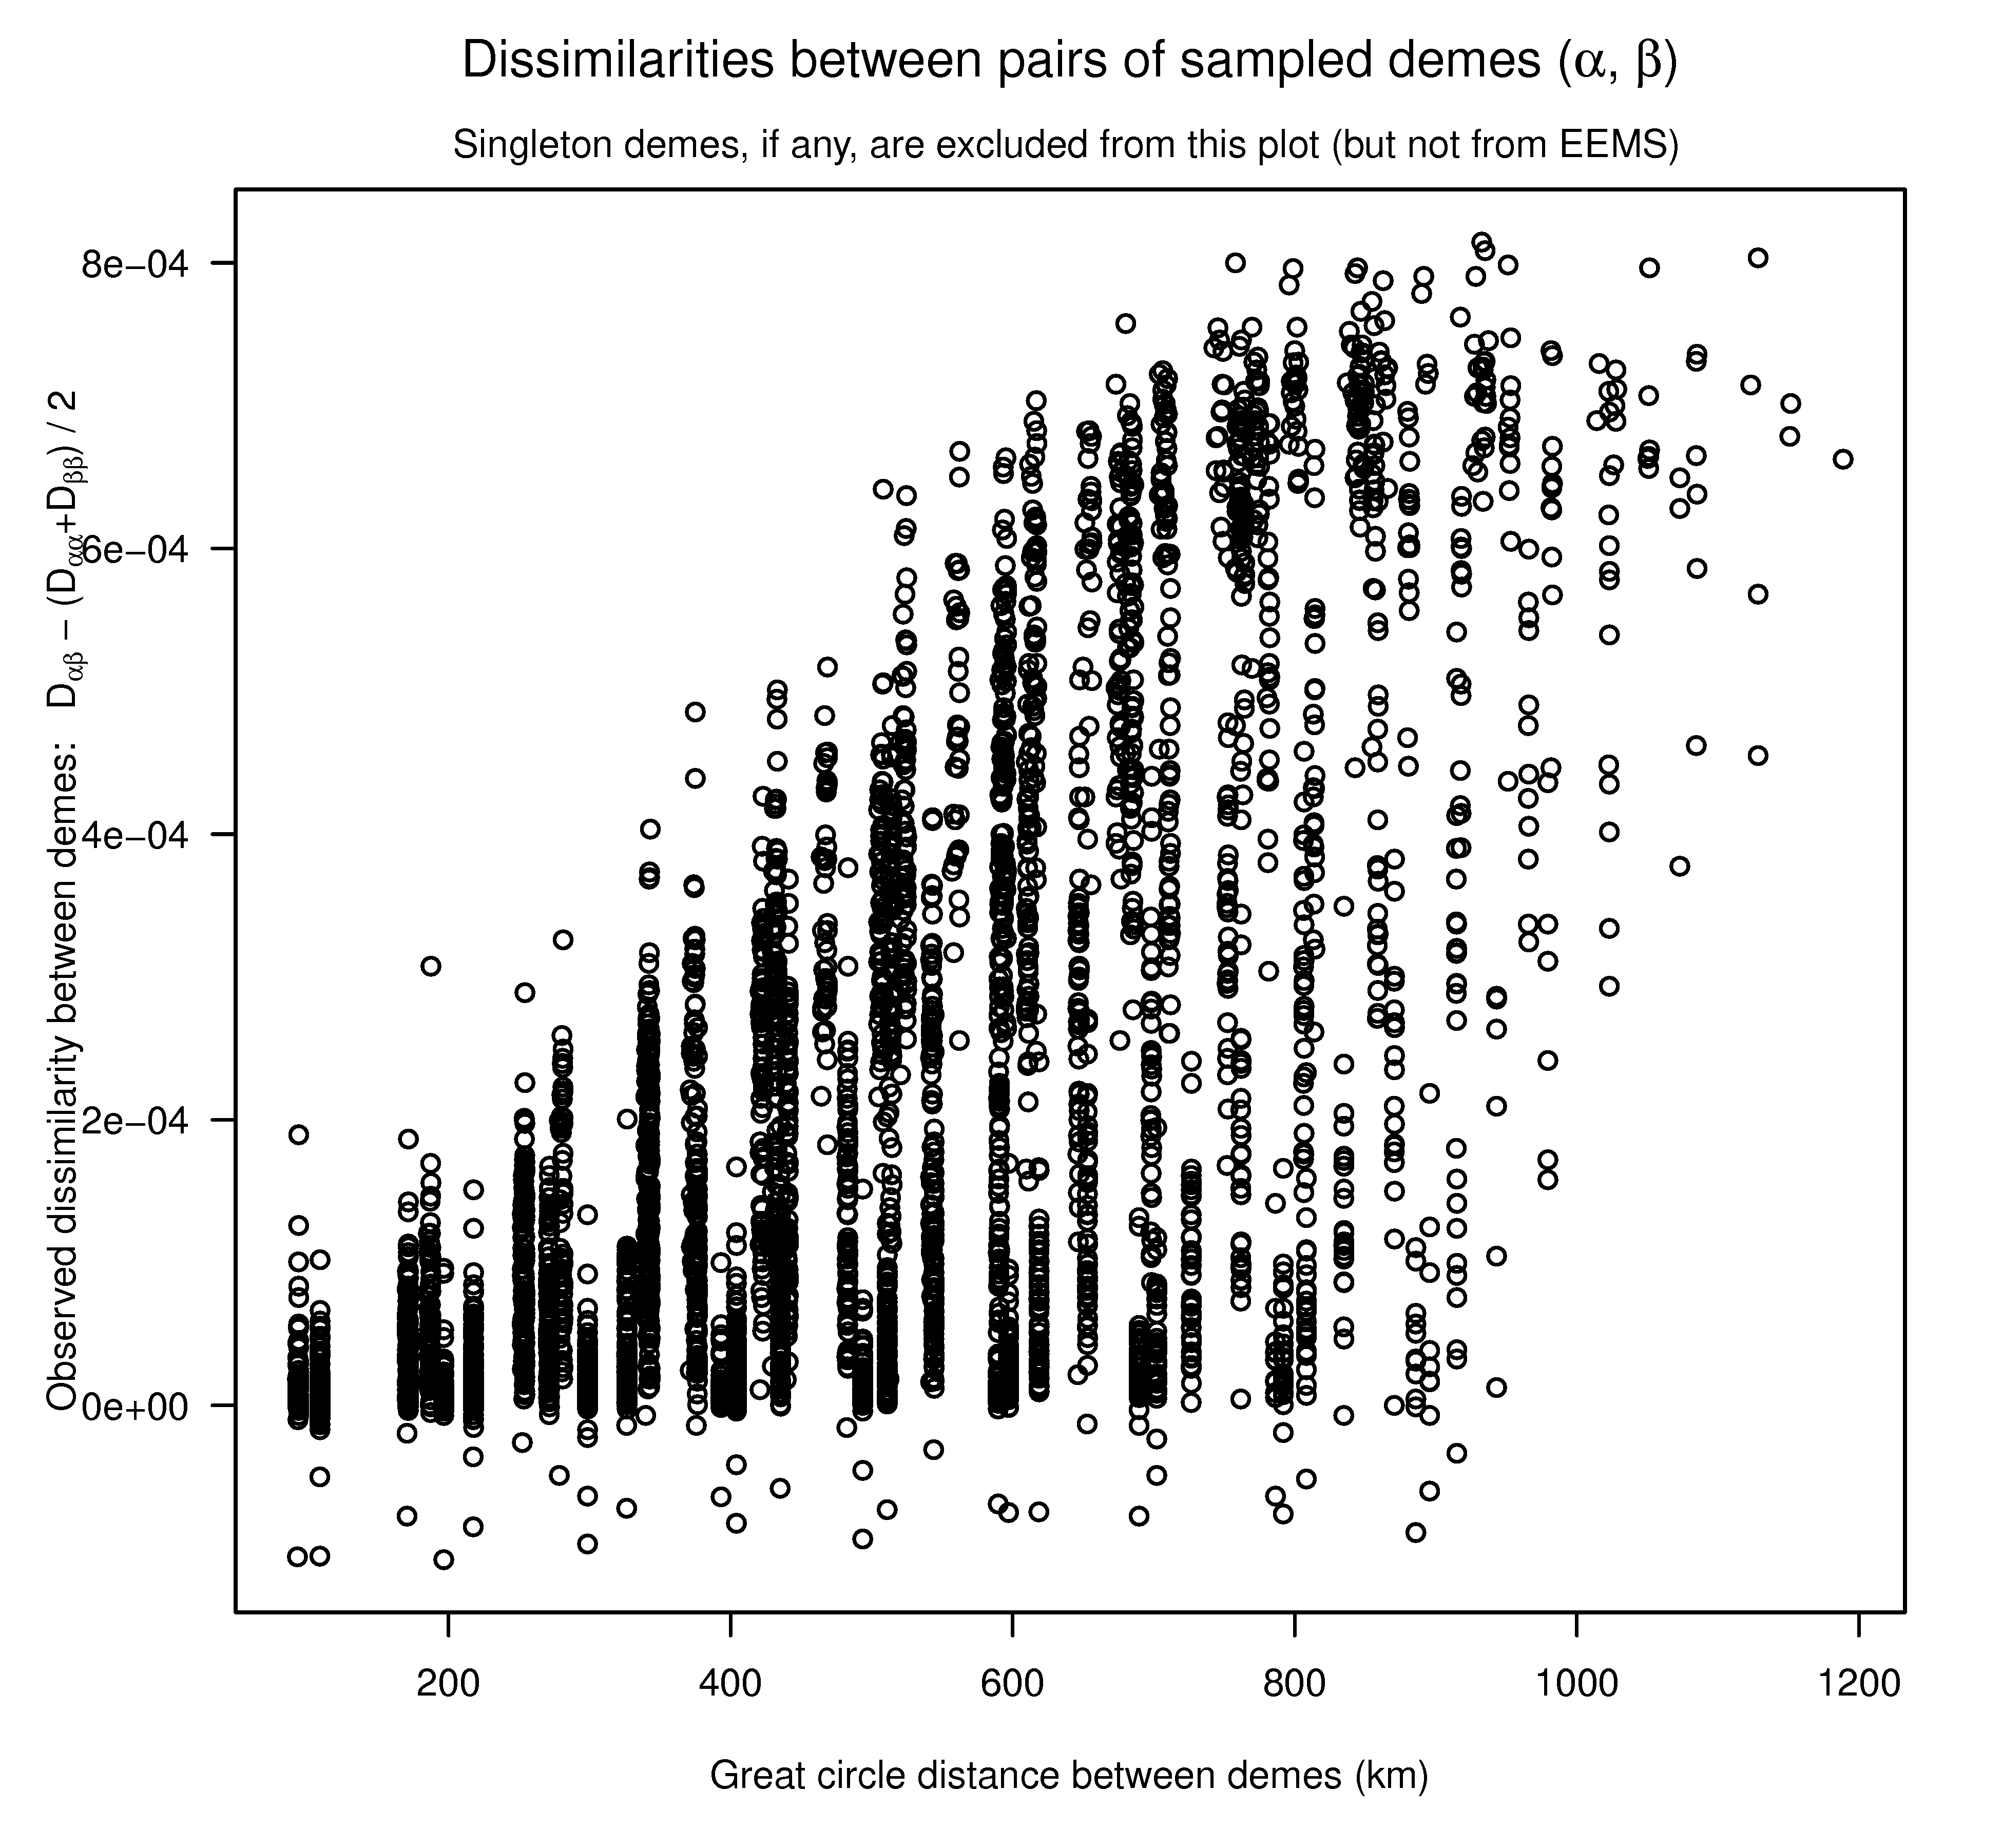 Dissimilarities between pairs of sampled demes (α, β)
Singleton demes, if any, are excluded from this plot (but not from EEMS)
Observed dissimilarity between demes: Dαβ − (Dαα+Dββ) / 2
8e−04
6e−04
4e−04
2e−04
0e+00
200 400 600 800 1000 1200
Great circle distance between demes (km)